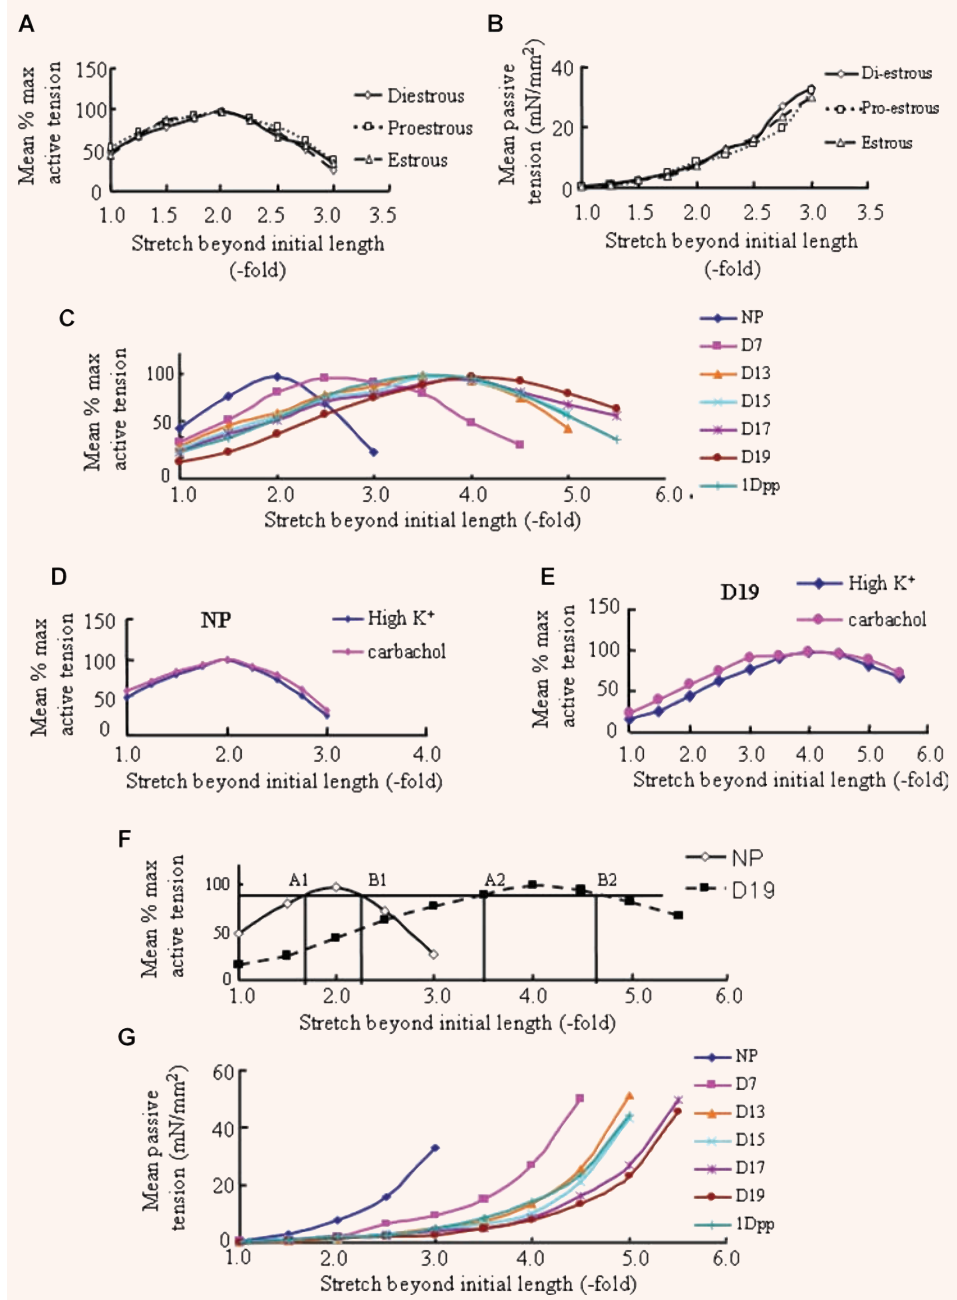 A
Mean % max
active tension
150
100
50
0
1.0 1.5 2.0 2.5 3.0 3.5
Stretch beyond initial length
(-fold)
Diestrous
Proestrous
Estrous
B
Mean passive
tension (mN/mm²)
40
20
0
1.0 1.5 2.0 2.5 3.0 3.5
Stretch beyond initial length
(-fold)
Di-estrous
Pro-estrous
Estrous
C
Mean % max
active tension
100
50
0
1.0 2.0 3.0 4.0 5.0 6.0
Stretch beyond initial length (-fold)
NP
D7
D13
D15
D17
D19
1Dpp
D
NP
Mean % max
active tension
150
100
50
0
1.0 2.0 3.0 4.0
Stretch beyond initial length (-fold)
High K⁺
carbachol
E
D19
Mean % max
active tension
150
100
50
0
1.0 2.0 3.0 4.0 5.0 6.0
Stretch beyond initial length (-fold)
High K⁺
carbachol
F
Mean % max
active tension
100
50
0
A1 B1 A2 B2
1.0 2.0 3.0 4.0 5.0 6.0
Stretch beyond initial length (-fold)
NP
D19
G
Mean passive
tension (mN/mm²)
60
40
20
0
1.0 2.0 3.0 4.0 5.0 6.0
Stretch beyond initial length (-fold)
NP
D7
D13
D15
D17
D19
1Dpp